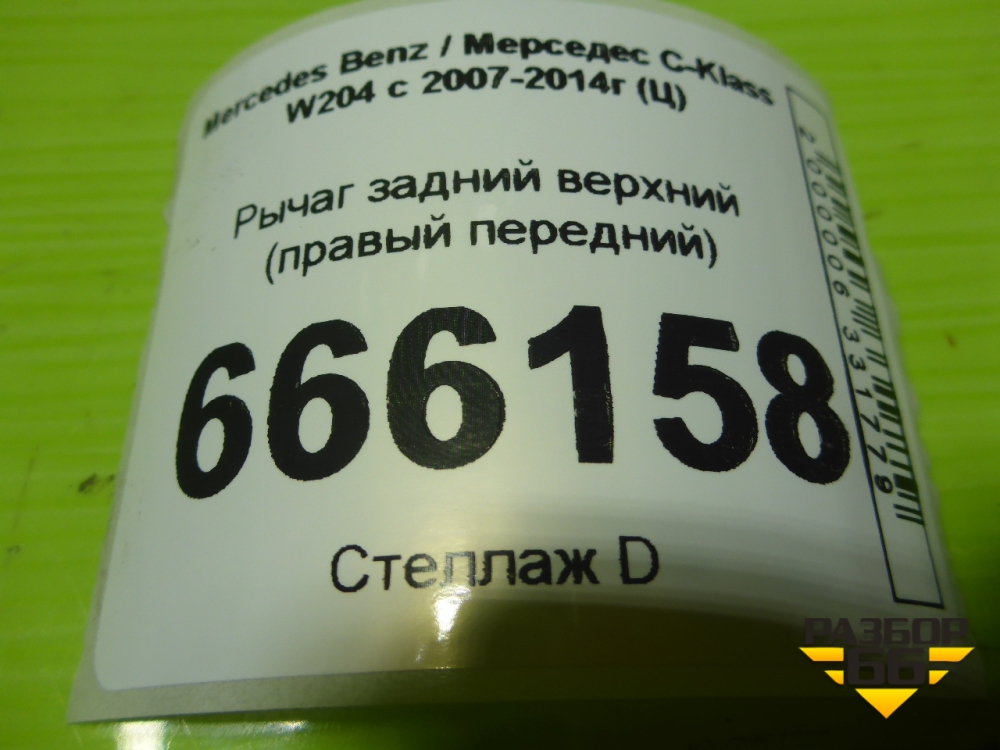 Mercedes Benz / Мерседес C-Klass
W204 с 2007-2014г (Ц)
Рычаг задний верхний
(правый передний)
666158
Стеллаж D
2000006331779
РАЗБОР
66